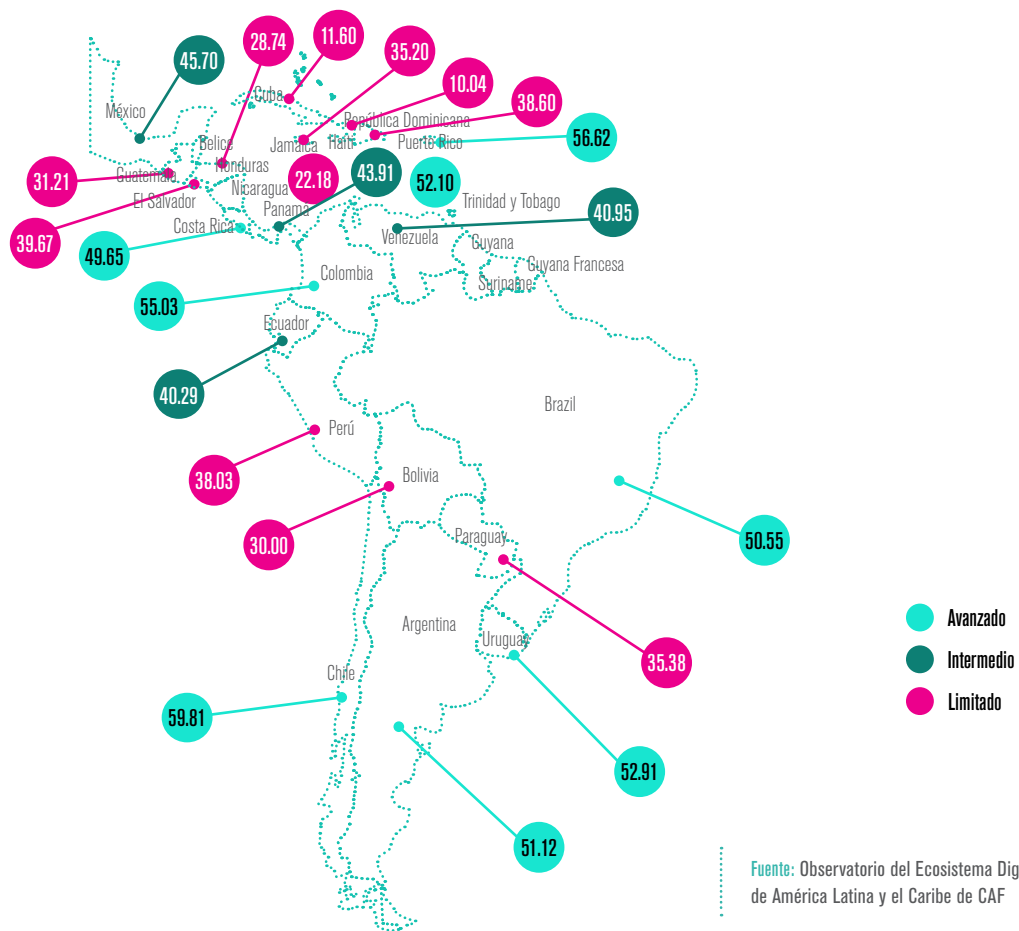 28.74
11.60
35.20
45.70
10.04
38.60
Cuba
México
República Dominicana
56.62
Belice
Jamaica
Haití
Puerto Rico
Honduras
43.91
Guatemala
31.21
22.18
52.10
Nicaragua
El Salvador
Trinidad y Tobago
Panama
40.95
Costa Rica
39.67
Venezuela
Guyana
49.65
Guyana Francesa
Colombia
Suriname
55.03
Ecuador
40.29
Brazil
Perú
38.03
Bolivia
30.00
Paraguay
50.55
Argentina
Avanzado
Uruguay
Intermedio
35.38
Chile
Limitado
59.81
52.91
51.12
Fuente: Observatorio del Ecosistema Dig
de América Latina y el Caribe de CAF